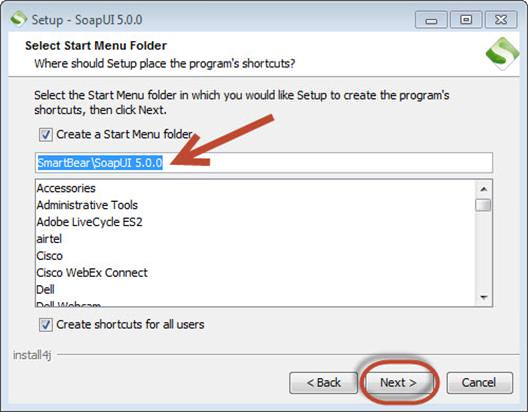 Setup - SoapUI 5.0.0
Select Start Menu Folder
Where should Setup place the program's shortcuts?
Select the Start Menu folder in which you would like Setup to create the program's
shortcuts, then click Next.
Create a Start Menu folder
SmartBear\SoapUI 5.0.0
Accessories
Administrative Tools
Adobe LiveCycle ES2
airtel
Cisco
Cisco WebEx Connect
Dell
Dell Webcam
Create shortcuts for all users
install4j
< Back
Next >
Cancel